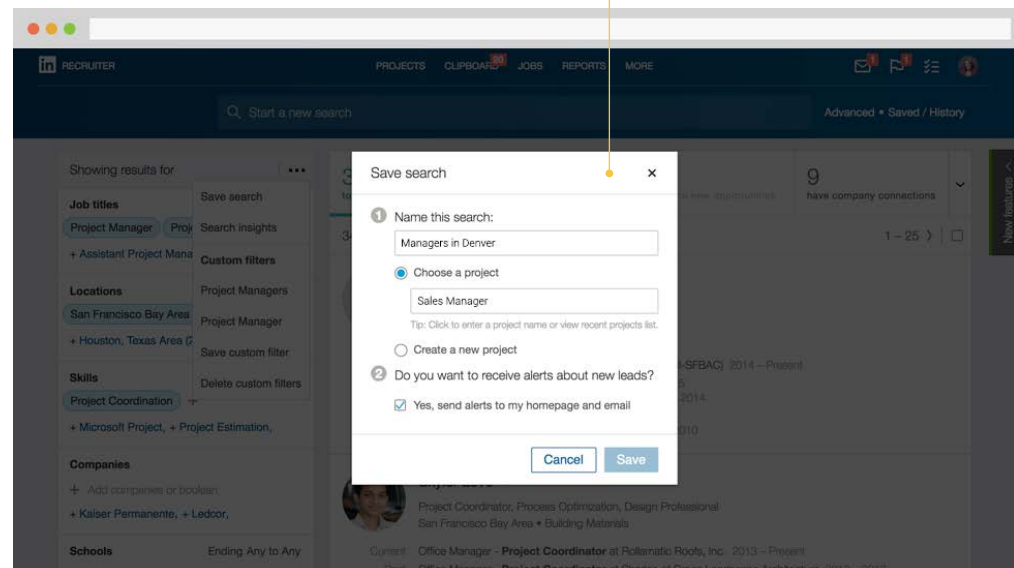 in RECRUITER
PROJECTS CLIPBOARD JOBS REPORTS MORE
Start a new search
Advanced • Saved / History
Showing results for
Job titles
Project Manager
+ Assistant Project Mana
Locations
San Francisco Bay Area
+ Houston, Texas Area
Skills
Project Coordination +
+ Microsoft Project, + Project Estimation,
Companies
+ Add companies or boolean
+ Kaiser Permanente, + Ledcor,
Schools Ending Any to Any
Save search
Search insights
Custom filters
Project Managers
Project Manager
Save custom filter
Delete custom filters
Save search ×
1 Name this search:
Managers in Denver
Choose a project
Sales Manager
Tip: Click to enter a project name or view recent projects list.
Create a new project
2 Do you want to receive alerts about new leads?
Yes, send alerts to my homepage and email
Cancel Save
9
have company connections
1 – 25
New features
-SFBAC) 2014 – Present
2014
2010
Project Coordinator, Process Optimization, Design Professional
San Francisco Bay Area • Building Materials
Current Office Manager – Project Coordinator at Rollamatic Roofs, Inc. 2013 – Present